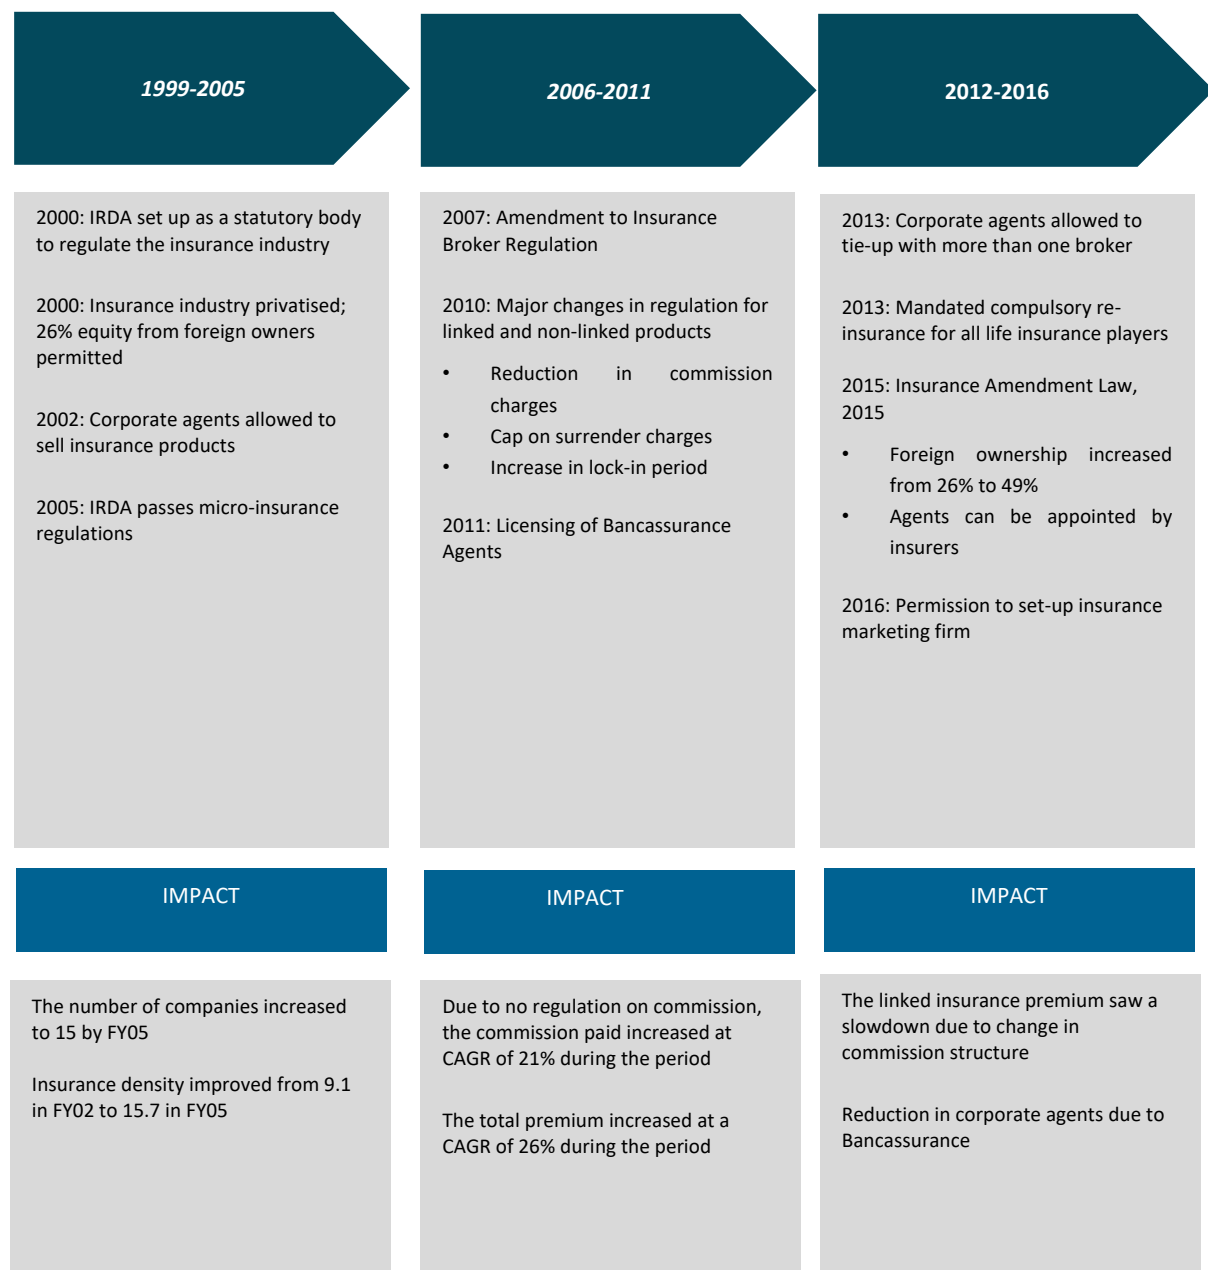 1999-2005
2000: IRDA set up as a statutory body
to regulate the insurance industry
2000: Insurance industry privatised;
26% equity from foreign owners
permitted
2002: Corporate agents allowed to
sell insurance products
2005: IRDA passes micro-insurance
regulations
IMPACT
The number of companies increased
to 15 by FY05
Insurance density improved from 9.1
in FY02 to 15.7 in FY05
2006-2011
2007: Amendment to Insurance
Broker Regulation
2010: Major changes in regulation for
linked and non-linked products
• Reduction in commission
charges
• Cap on surrender charges
• Increase in lock-in period
2011: Licensing of Bancassurance
Agents
IMPACT
Due to no regulation on commission,
the commission paid increased at
CAGR of 21% during the period
The total premium increased at a
CAGR of 26% during the period
2012-2016
2013: Corporate agents allowed to
tie-up with more than one broker
2013: Mandated compulsory re-
insurance for all life insurance players
2015: Insurance Amendment Law,
2015
• Foreign ownership increased
from 26% to 49%
• Agents can be appointed by
insurers
2016: Permission to set-up insurance
marketing firm
IMPACT
The linked insurance premium saw a
slowdown due to change in
commission structure
Reduction in corporate agents due to
Bancassurance